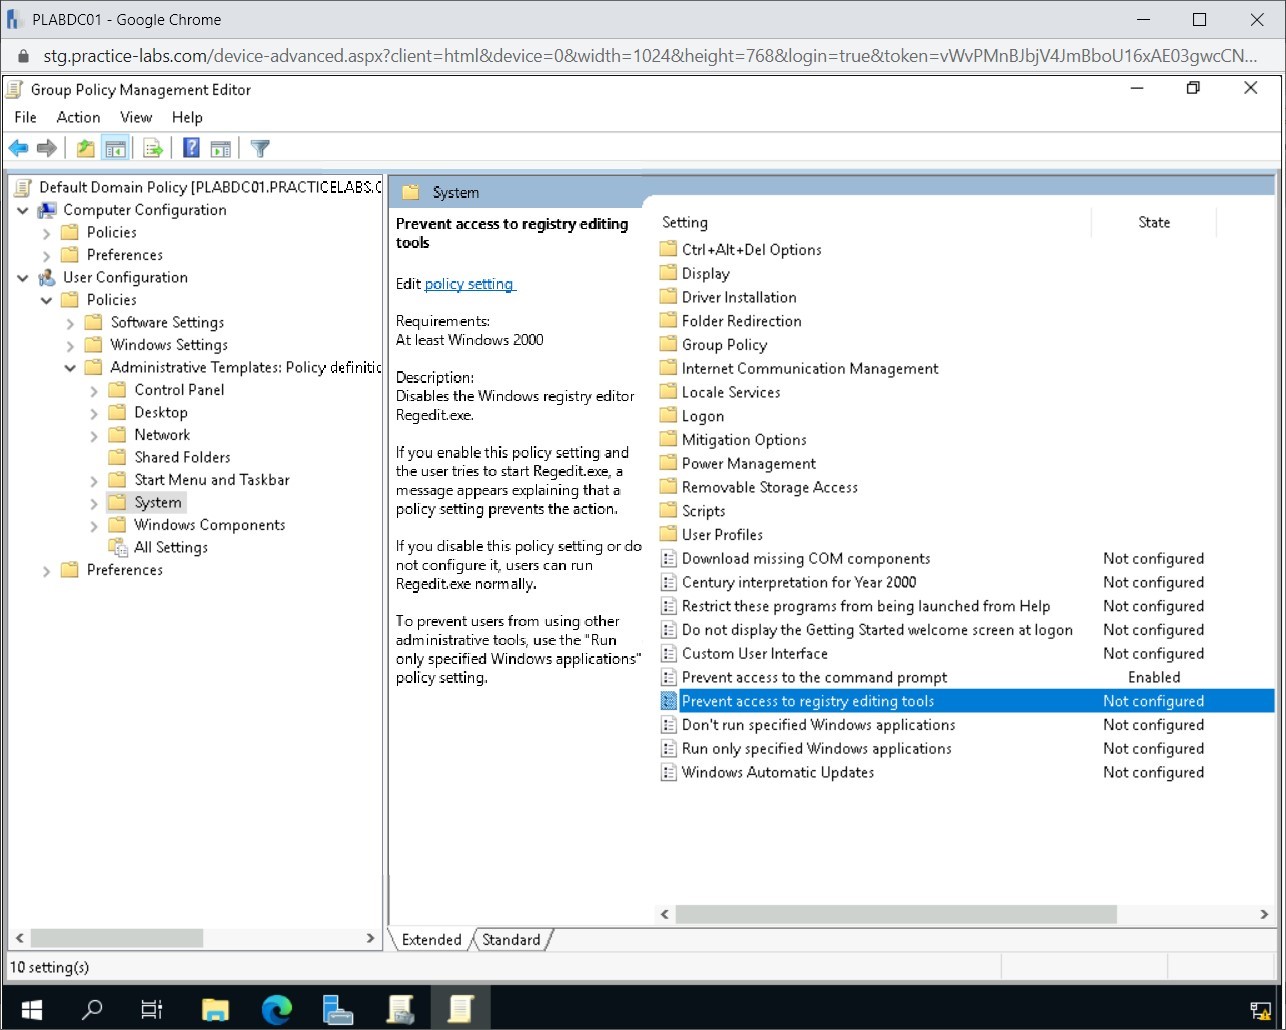 PLABDC01 - Google Chrome
stg.practice-labs.com/device-advanced.aspx?client=html&device=0&width=1024&height=768&login=true&token=vWvPMnBJbjV4JmBboU16xAE03gwcCN...
Group Policy Management Editor
File Action View Help
Default Domain Policy [PLABDC01.PRACTICELABS.C
Computer Configuration
Policies
Preferences
User Configuration
Policies
Software Settings
Windows Settings
Administrative Templates: Policy definitic
Control Panel
Desktop
Network
Shared Folders
Start Menu and Taskbar
System
Windows Components
All Settings
Preferences
System
Prevent access to registry editing
tools
Edit policy setting
Requirements:
At least Windows 2000
Description:
Disables the Windows registry editor
Regedit.exe.
If you enable this policy setting and
the user tries to start Regedit.exe, a
message appears explaining that a
policy setting prevents the action.
If you disable this policy setting or do
not configure it, users can run
Regedit.exe normally.
To prevent users from using other
administrative tools, use the "Run
only specified Windows applications"
policy setting.
Setting State
Ctrl+Alt+Del Options
Display
Driver Installation
Folder Redirection
Group Policy
Internet Communication Management
Locale Services
Logon
Mitigation Options
Power Management
Removable Storage Access
Scripts
User Profiles
Download missing COM components Not configured
Century interpretation for Year 2000 Not configured
Restrict these programs from being launched from Help Not configured
Do not display the Getting Started welcome screen at logon Not configured
Custom User Interface Not configured
Prevent access to the command prompt Enabled
Prevent access to registry editing tools Not configured
Don't run specified Windows applications Not configured
Run only specified Windows applications Not configured
Windows Automatic Updates Not configured
Extended Standard
10 setting(s)